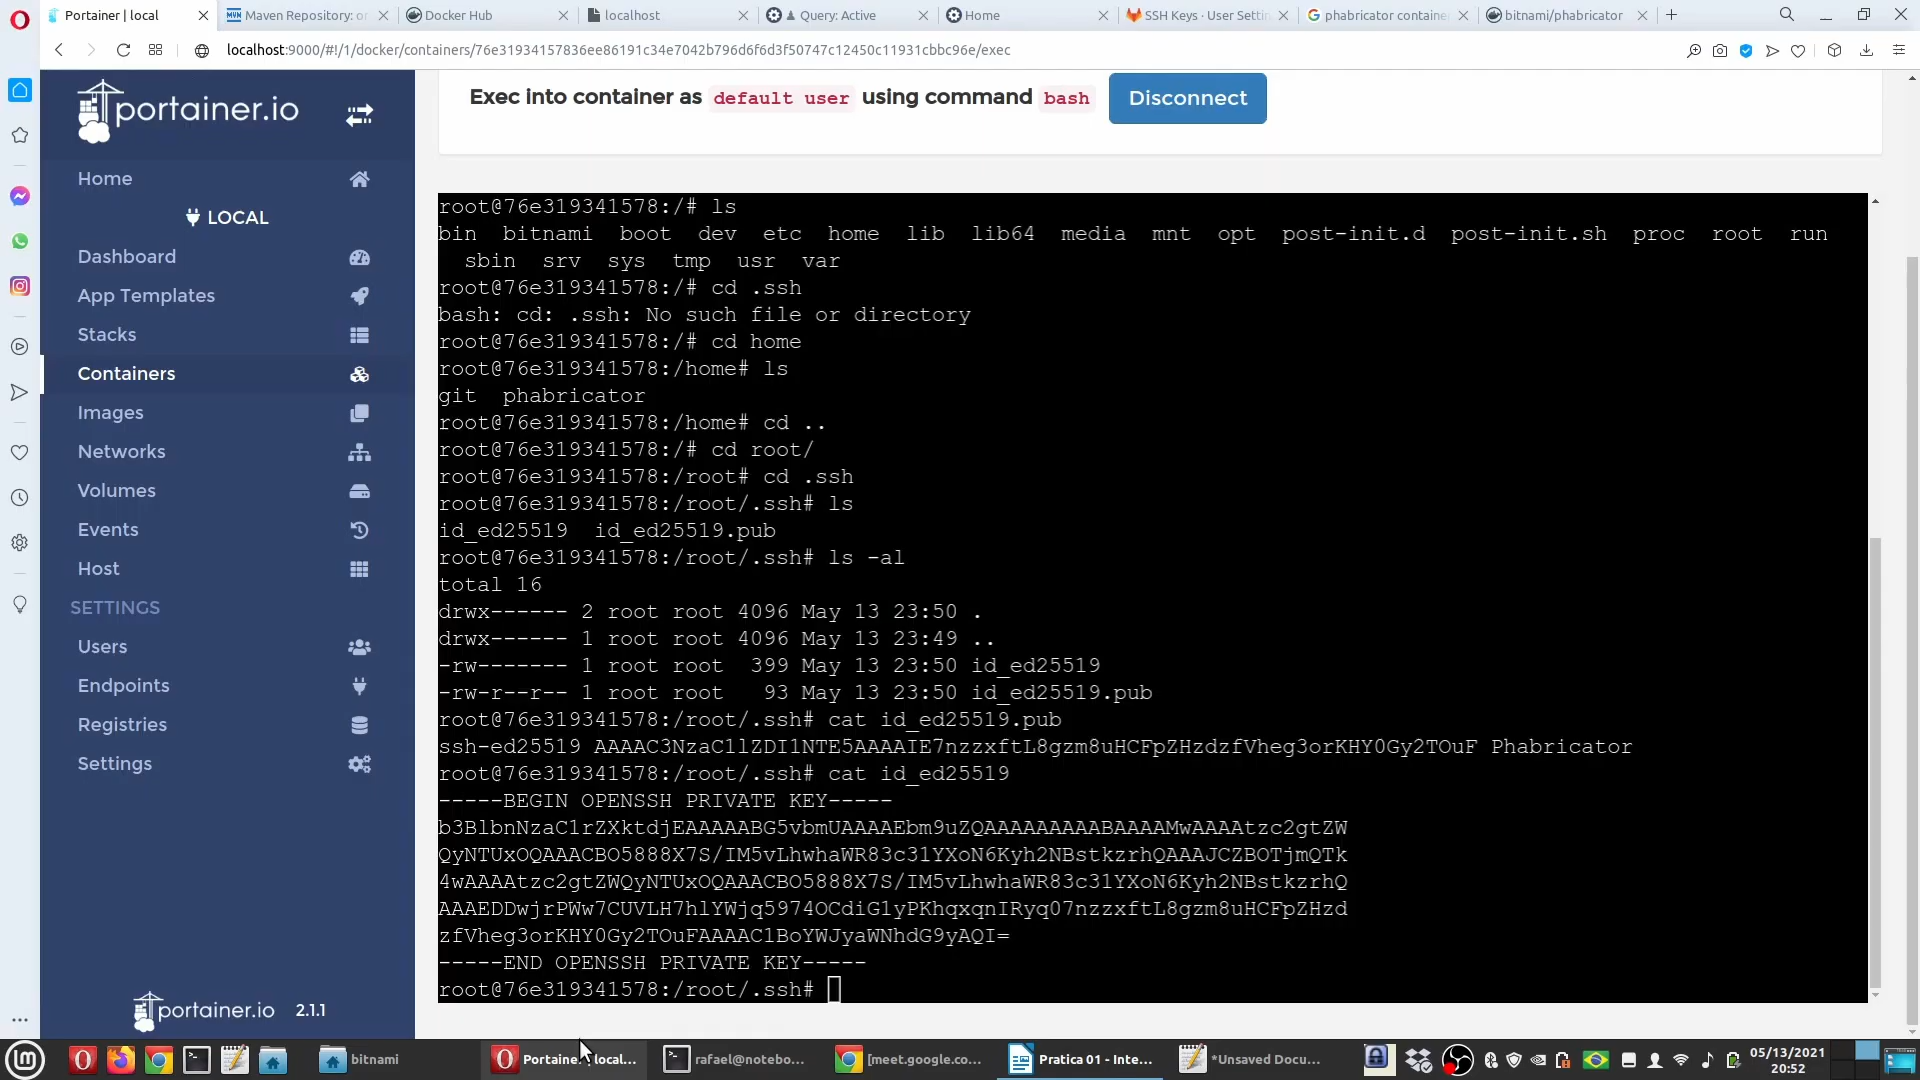 Portainer | local
Maven Repository: or
Docker Hub
localhost
Query: Active
Home
SSH Keys · User Settin
phabricator container
bitnami/phabricator
localhost:9000/#!/1/docker/containers/76e31934157836ee86191c34e7042b796d6f6d3f50747c12450c11931cbbc96e/exec
portainer.io
Home
LOCAL
Dashboard
App Templates
Stacks
Containers
Images
Networks
Volumes
Events
Host
SETTINGS
Users
Endpoints
Registries
Settings
portainer.io 2.1.1
Exec into container as default user using command bash Disconnect
root@76e319341578:/# ls
bin bitnami boot dev etc home lib lib64 media mnt opt post-init.d post-init.sh proc root run
sbin srv sys tmp usr var
root@76e319341578:/# cd .ssh
bash: cd: .ssh: No such file or directory
root@76e319341578:/# cd home
root@76e319341578:/home# ls
git phabricator
root@76e319341578:/home# cd ..
root@76e319341578:/# cd root/
root@76e319341578:/root# cd .ssh
root@76e319341578:/root/.ssh# ls
id_ed25519 id_ed25519.pub
root@76e319341578:/root/.ssh# ls -al
total 16
drwx------ 2 root root 4096 May 13 23:50 .
drwx------ 1 root root 4096 May 13 23:49 ..
-rw------- 1 root root 399 May 13 23:50 id_ed25519
-rw-r--r-- 1 root root 93 May 13 23:50 id_ed25519.pub
root@76e319341578:/root/.ssh# cat id_ed25519.pub
ssh-ed25519 AAAAC3NzaC1lZDI1NTE5AAAAIE7nzzxftL8gzm8uHCFpZHzdzfVheg3orKHY0Gy2TOuF Phabricator
root@76e319341578:/root/.ssh# cat id_ed25519
-----BEGIN OPENSSH PRIVATE KEY-----
b3BlbnNzaC1rZXktdjEAAAAABG5vbmUAAAAEbm9uZQAAAAAAAAABAAAAMwAAAAtzc2gtZW
QyNTUxOQAAACBO5888X7S/IM5vLhwhaWR83c31YXoN6Kyh2NBstkzrhQAAAJCZBOTjmQTk
4wAAAAtzc2gtZWQyNTUxOQAAACBO5888X7S/IM5vLhwhaWR83c31YXoN6Kyh2NBstkzrhQ
AAAEDDwjrPWw7CUVLH7hlYWjq5974OCdiG1yPKhqxqnIRyq07nzzxftL8gzm8uHCFpZHzd
zfVheg3orKHY0Gy2TOuFAAAAC1BoYWJyaWNhdG9yAQI=
-----END OPENSSH PRIVATE KEY-----
root@76e319341578:/root/.ssh#
bitnami
rafael@notebo...
[meet.google.co...
Pratica 01 - Inte...
*Unsaved Docu...
05/13/2021
20:52